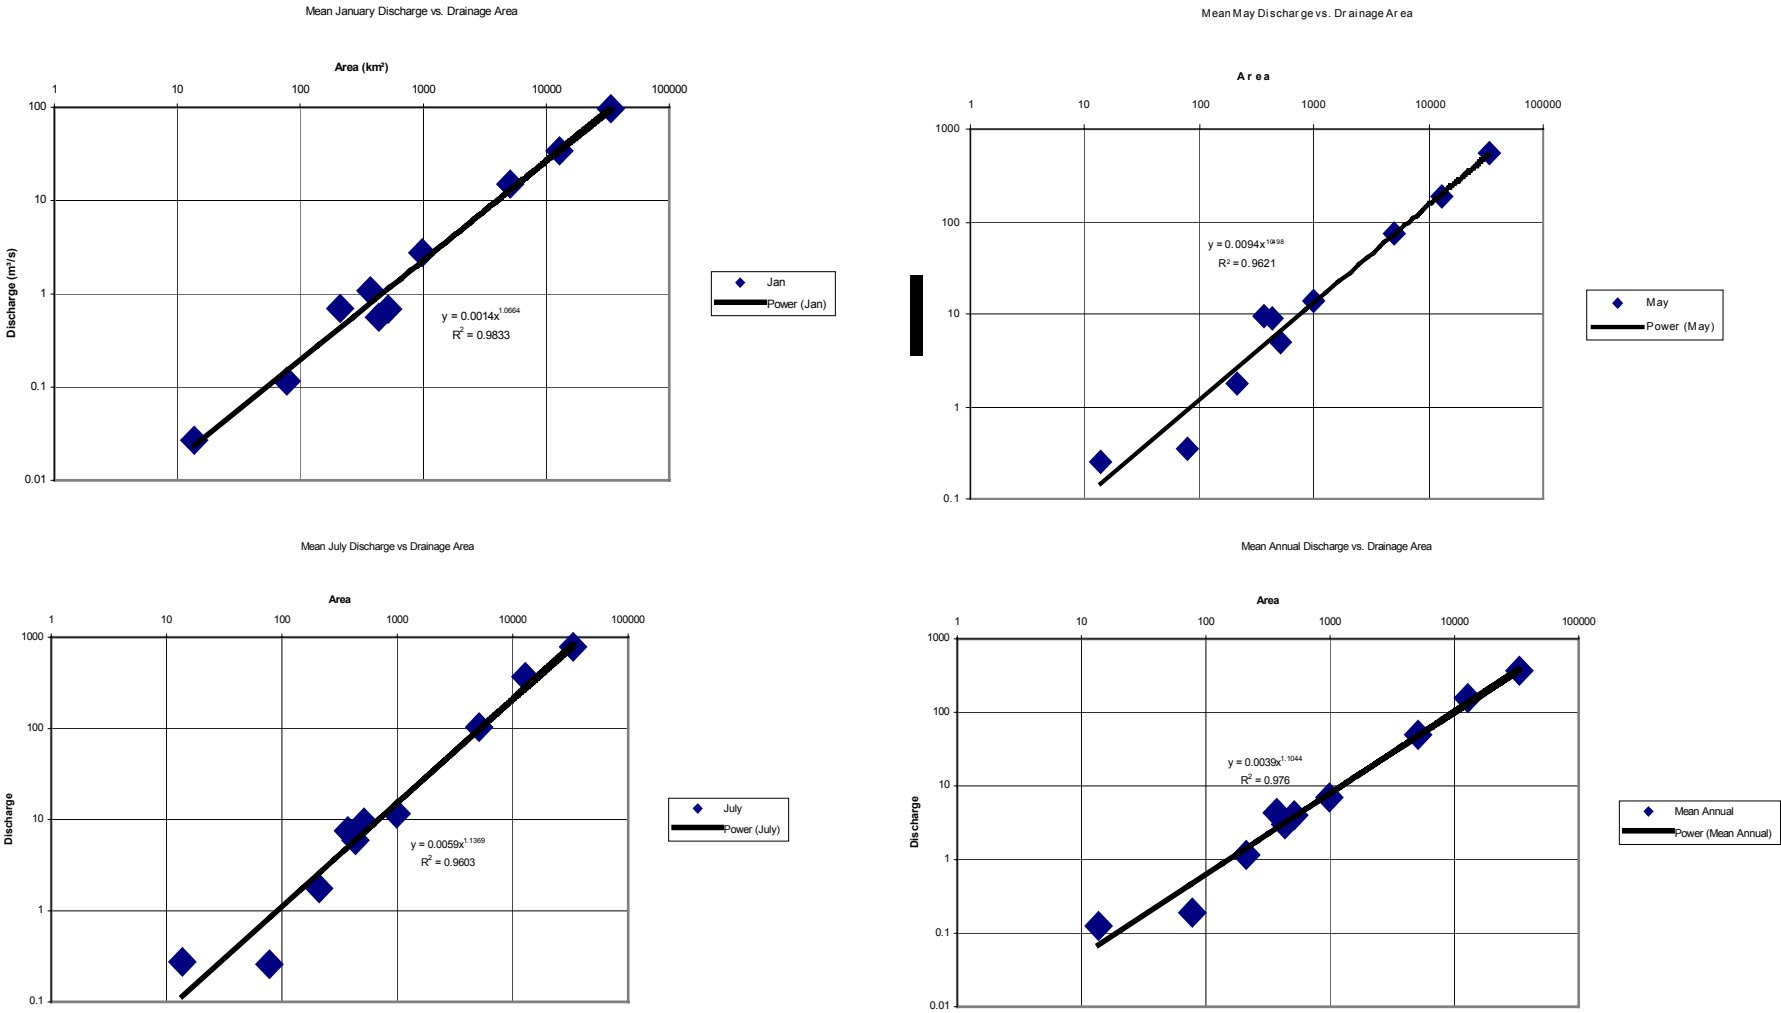 Mean January Discharge vs. Drainage Area
Area (km²)
1 10 100 1000 10000 100000
100
10
1
0.1
0.01
Discharge (m³/s)
y = 0.0014x^1.0664
R² = 0.9833
Jan
Power (Jan)
Mean May Discharge vs. Drainage Area
Area
1 10 100 1000 10000 100000
1000
100
10
1
0.1
y = 0.0094x^1.0498
R² = 0.9621
May
Power (May)
Mean July Discharge vs Drainage Area
Area
1 10 100 1000 10000 100000
1000
100
10
1
0.1
Discharge
y = 0.0059x^1.1369
R² = 0.9603
July
Power (July)
Mean Annual Discharge vs. Drainage Area
Area
1 10 100 1000 10000 100000
1000
100
10
1
0.1
0.01
Discharge
y = 0.0039x^1.1044
R² = 0.976
Mean Annual
Power (Mean Annual)